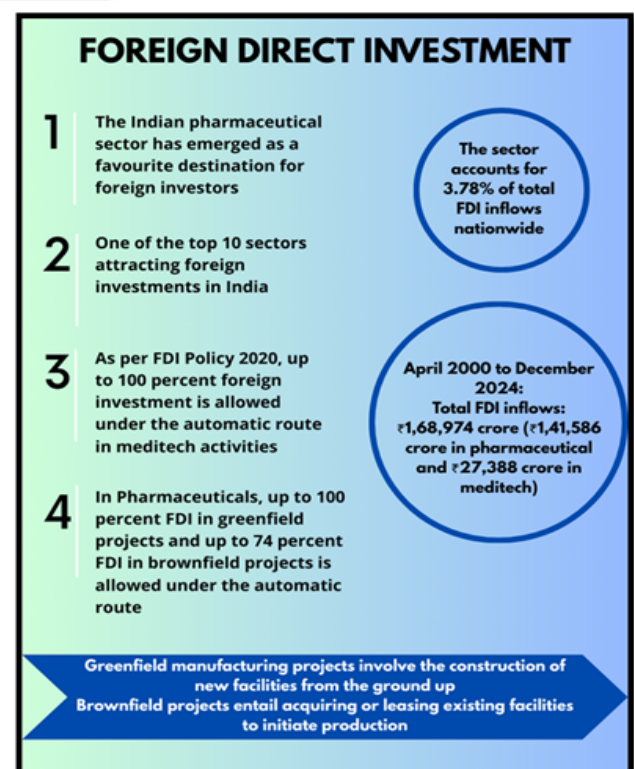 FOREIGN DIRECT INVESTMENT
1
The Indian pharmaceutical
sector has emerged as a
favourite destination for
foreign investors
The sector
accounts for
3.78% of total
FDI inflows
nationwide
2
One of the top 10 sectors
attracting foreign
investments in India
3
As per FDI Policy 2020, up
to 100 percent foreign
investment is allowed
under the automatic route
in meditech activities
April 2000 to December
2024:
Total FDI inflows:
₹1,68,974 crore (₹1,41,586
crore in pharmaceutical
and ₹27,388 crore in
meditech)
4
In Pharmaceuticals, up to 100
percent FDI in greenfield
projects and up to 74 percent
FDI in brownfield projects is
allowed under the automatic
route
Greenfield manufacturing projects involve the construction of
new facilities from the ground up
Brownfield projects entail acquiring or leasing existing facilities
to initiate production